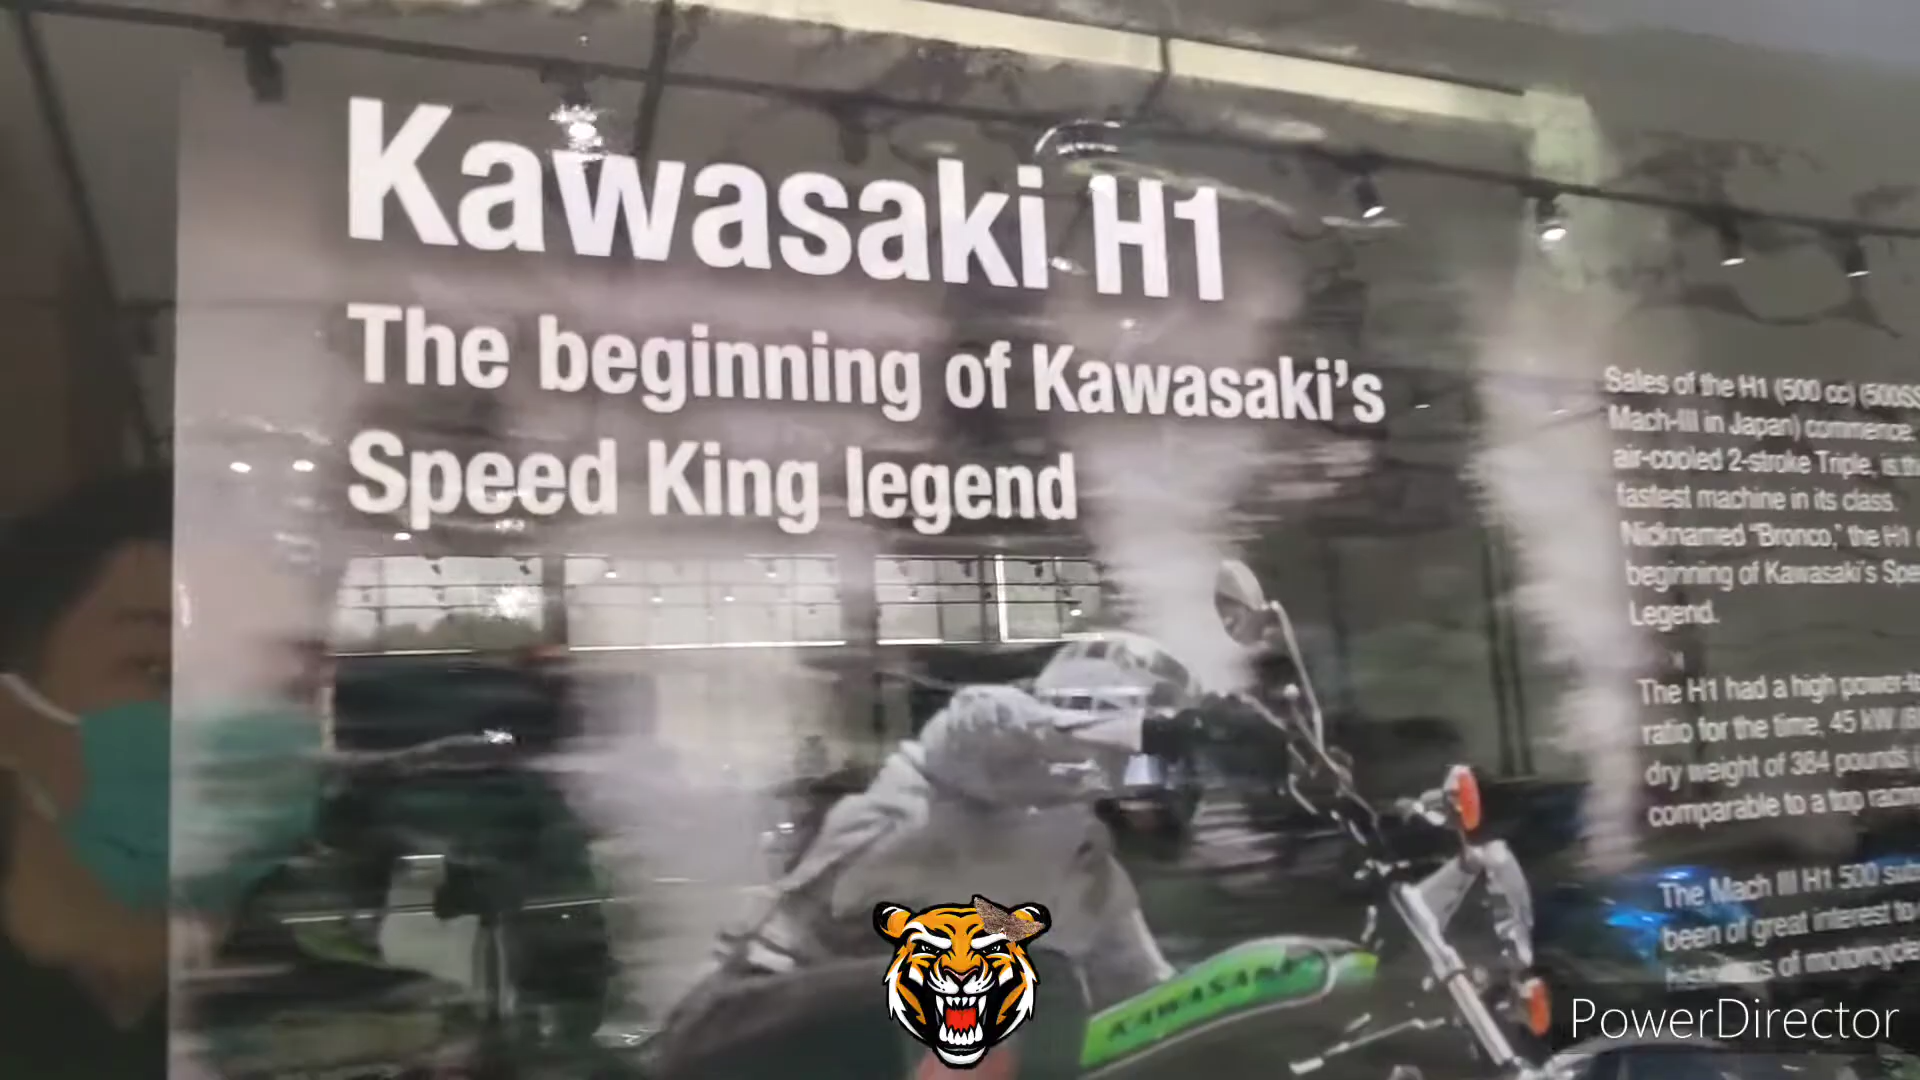 Kawasaki H1
The beginning of Kawasaki's
Speed King legend
Sales of the H1 (500 cc) (500SS
Mach-III in Japan) commence.
air-cooled 2-stroke Triple, is the
fastest machine in its class.
Nicknamed "Bronco," the H1
beginning of Kawasaki's
Legend.
The H1 had a high
ratio for the time, 45 kW
dry weight of 384 pounds
comparable to a top
The Mach III H1 500
been of great interest to
of
KAWASAKI
PowerDirector